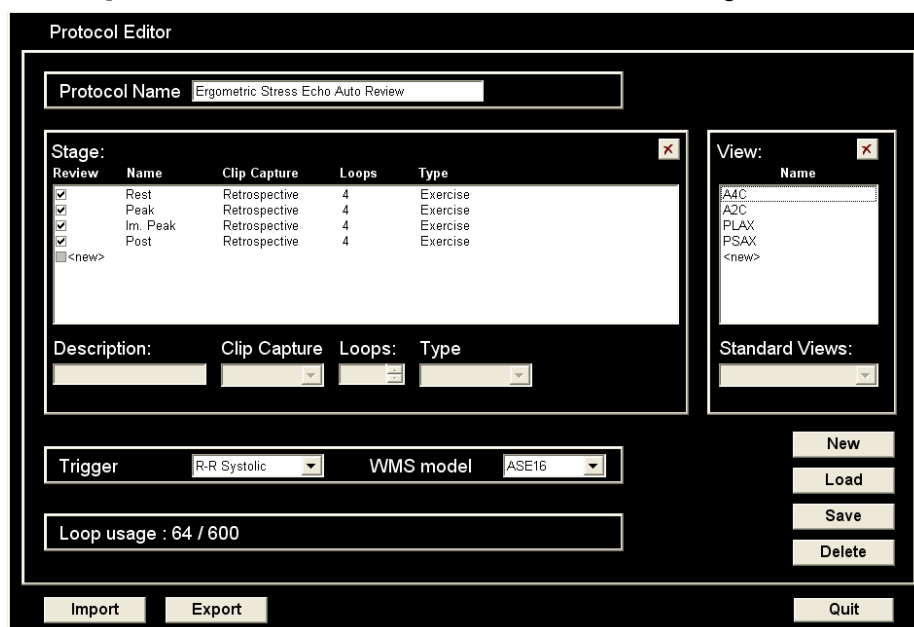 Protocol Editor
Protocol Name Ergometric Stress Echo Auto Review
Stage:
Review Name Clip Capture Loops Type
Rest Retrospective 4 Exercise
Peak Retrospective 4 Exercise
Im. Peak Retrospective 4 Exercise
Post Retrospective 4 Exercise
<new>
Description: Clip Capture Loops: Type
View:
Name
A4C
A2C
PLAX
PSAX
<new>
Standard Views:
Trigger R-R Systolic WMS model ASE16
Loop usage : 64 / 600
New
Load
Save
Delete
Import Export Quit